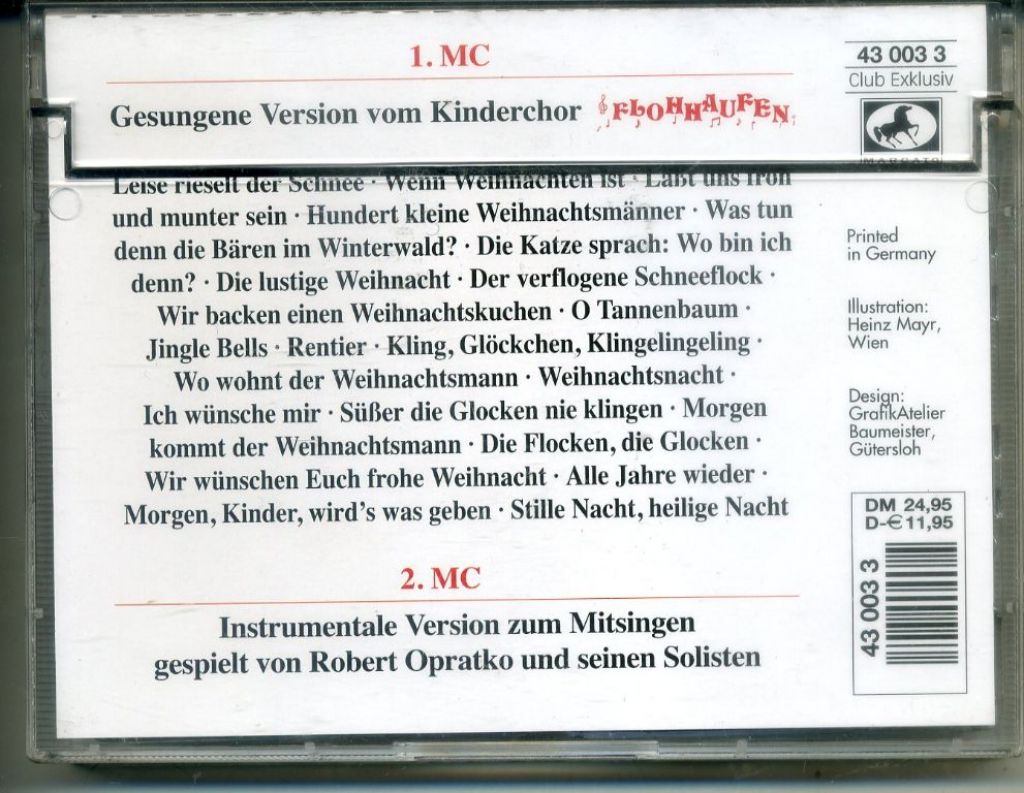 1. MC
Gesungene Version vom Kinderchor FLOHHAUFEN
Leise rieselt der Schnee · Wenn Weihnachten ist · Laßt uns froh
und munter sein · Hundert kleine Weihnachtsmänner · Was tun
denn die Bären im Winterwald? · Die Katze sprach: Wo bin ich
denn? · Die lustige Weihnacht · Der verflogene Schneeflock ·
Wir backen einen Weihnachtskuchen · O Tannenbaum ·
Jingle Bells · Rentier · Kling, Glöckchen, Klingelingeling ·
Wo wohnt der Weihnachtsmann · Weihnachtsnacht ·
Ich wünsche mir · Süßer die Glocken nie klingen · Morgen
kommt der Weihnachtsmann · Die Flocken, die Glocken ·
Wir wünschen Euch frohe Weihnacht · Alle Jahre wieder ·
Morgen, Kinder, wird's was geben · Stille Nacht, heilige Nacht
2. MC
Instrumentale Version zum Mitsingen
gespielt von Robert Opratko und seinen Solisten
43 003 3
Club Exklusiv
MARCATO
Printed
in Germany
Illustration:
Heinz Mayr,
Wien
Design:
GrafikAtelier
Baumeister,
Gütersloh
DM 24,95
D-€ 11,95
43 003 3